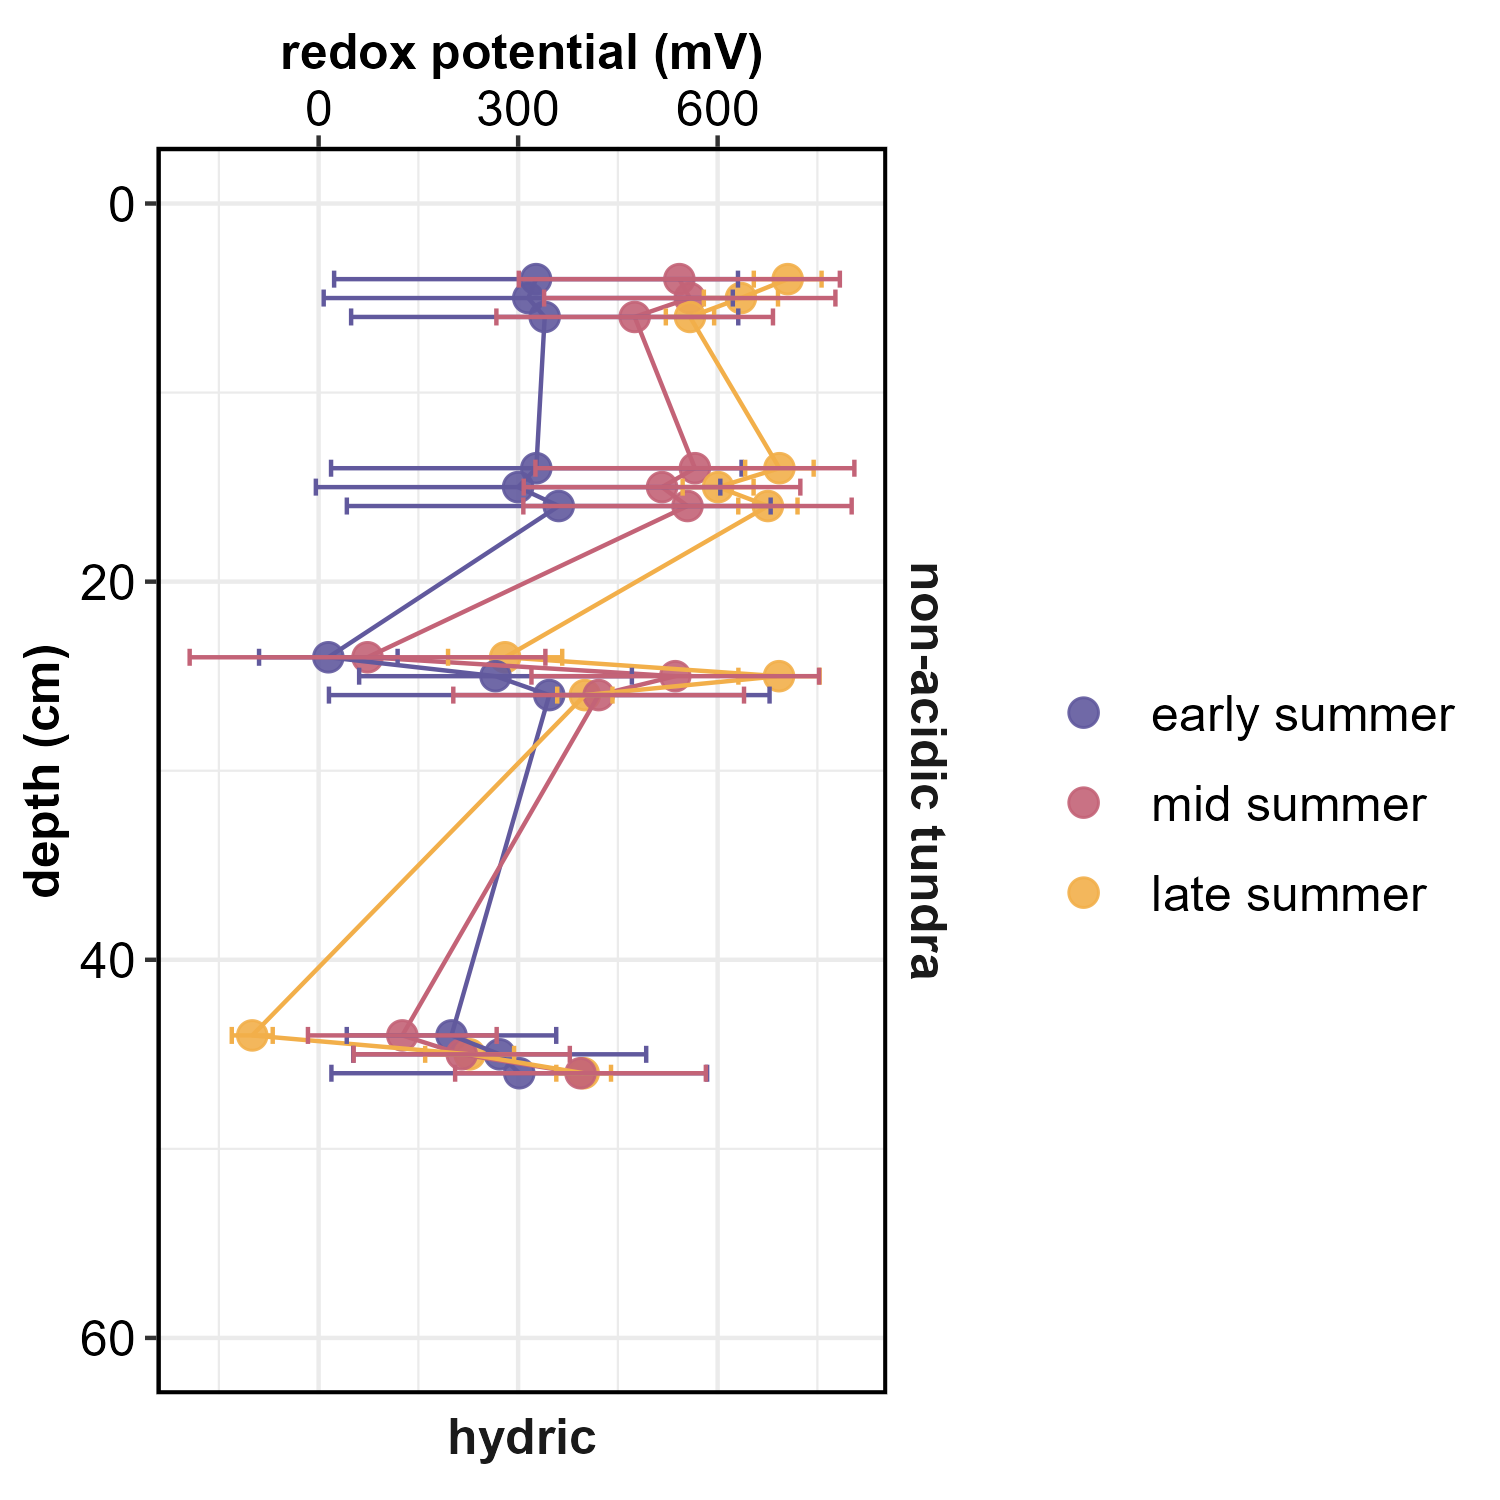 redox potential (mV)
0 300 600
0
20
40
60
depth (cm)
non-acidic tundra
early summer
mid summer
late summer
hydric